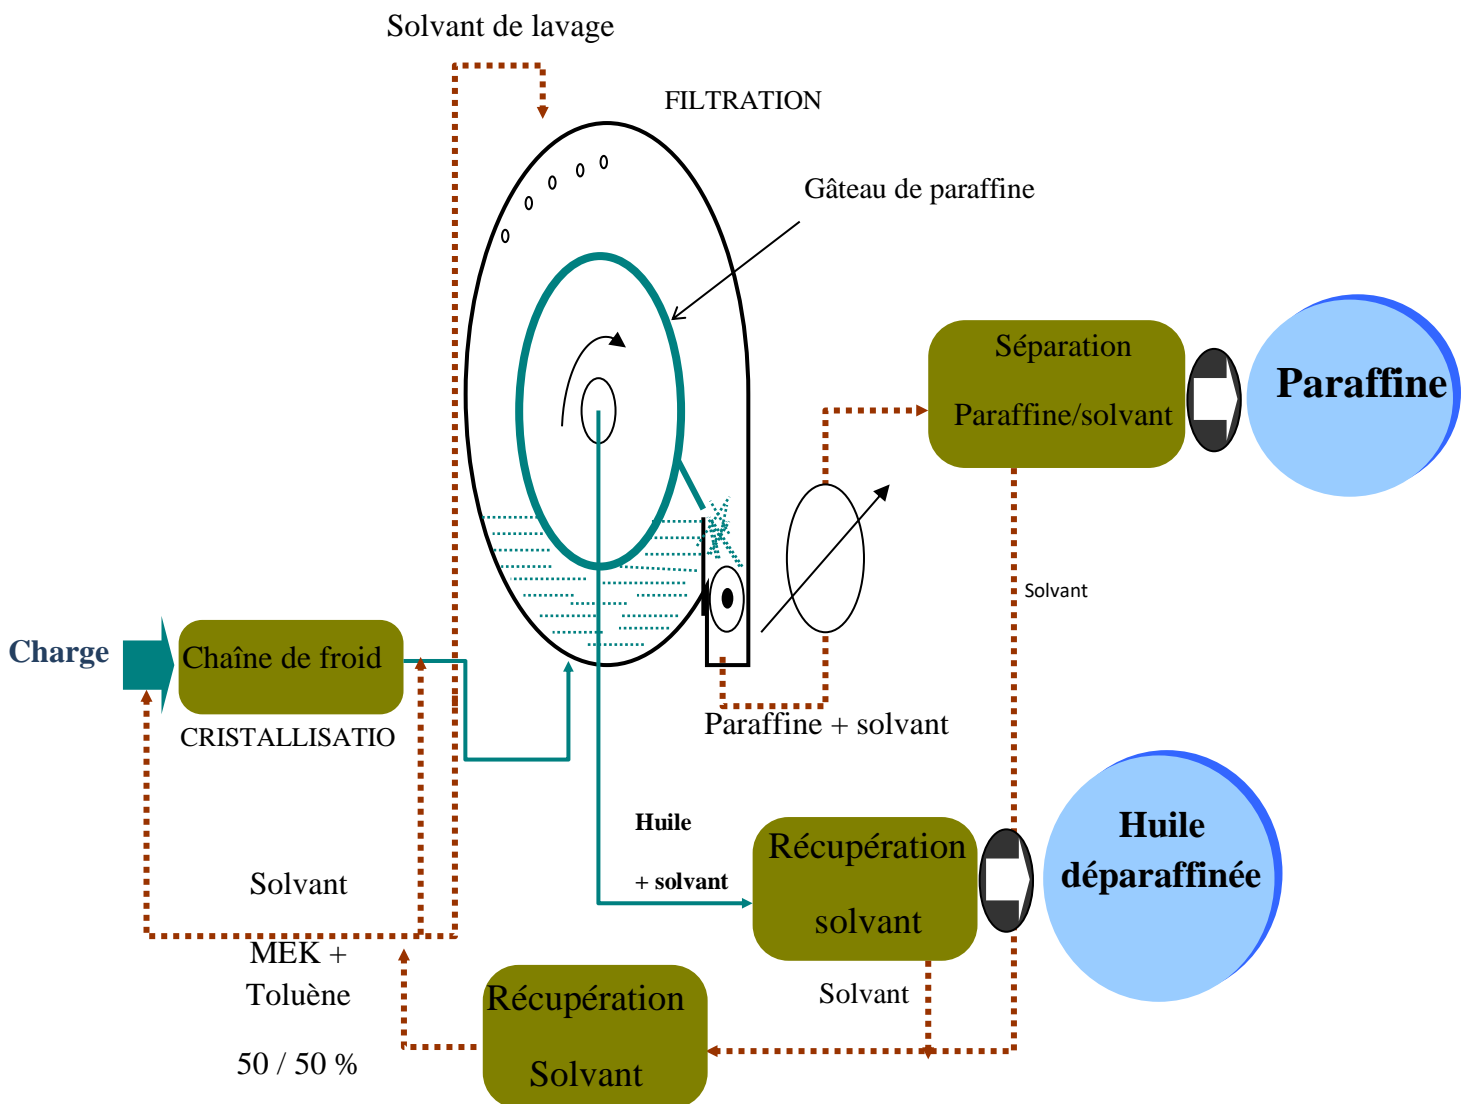 Solvant de lavage
FILTRATION
Gâteau de paraffine
Séparation
Paraffine/solvant
Paraffine
Solvant
Charge
Chaîne de froid
CRISTALLISATIO
Paraffine + solvant
Huile
+ solvant
Récupération
solvant
Huile
déparaffinée
Solvant
MEK +
Toluène
50 / 50 %
Récupération
Solvant
Solvant